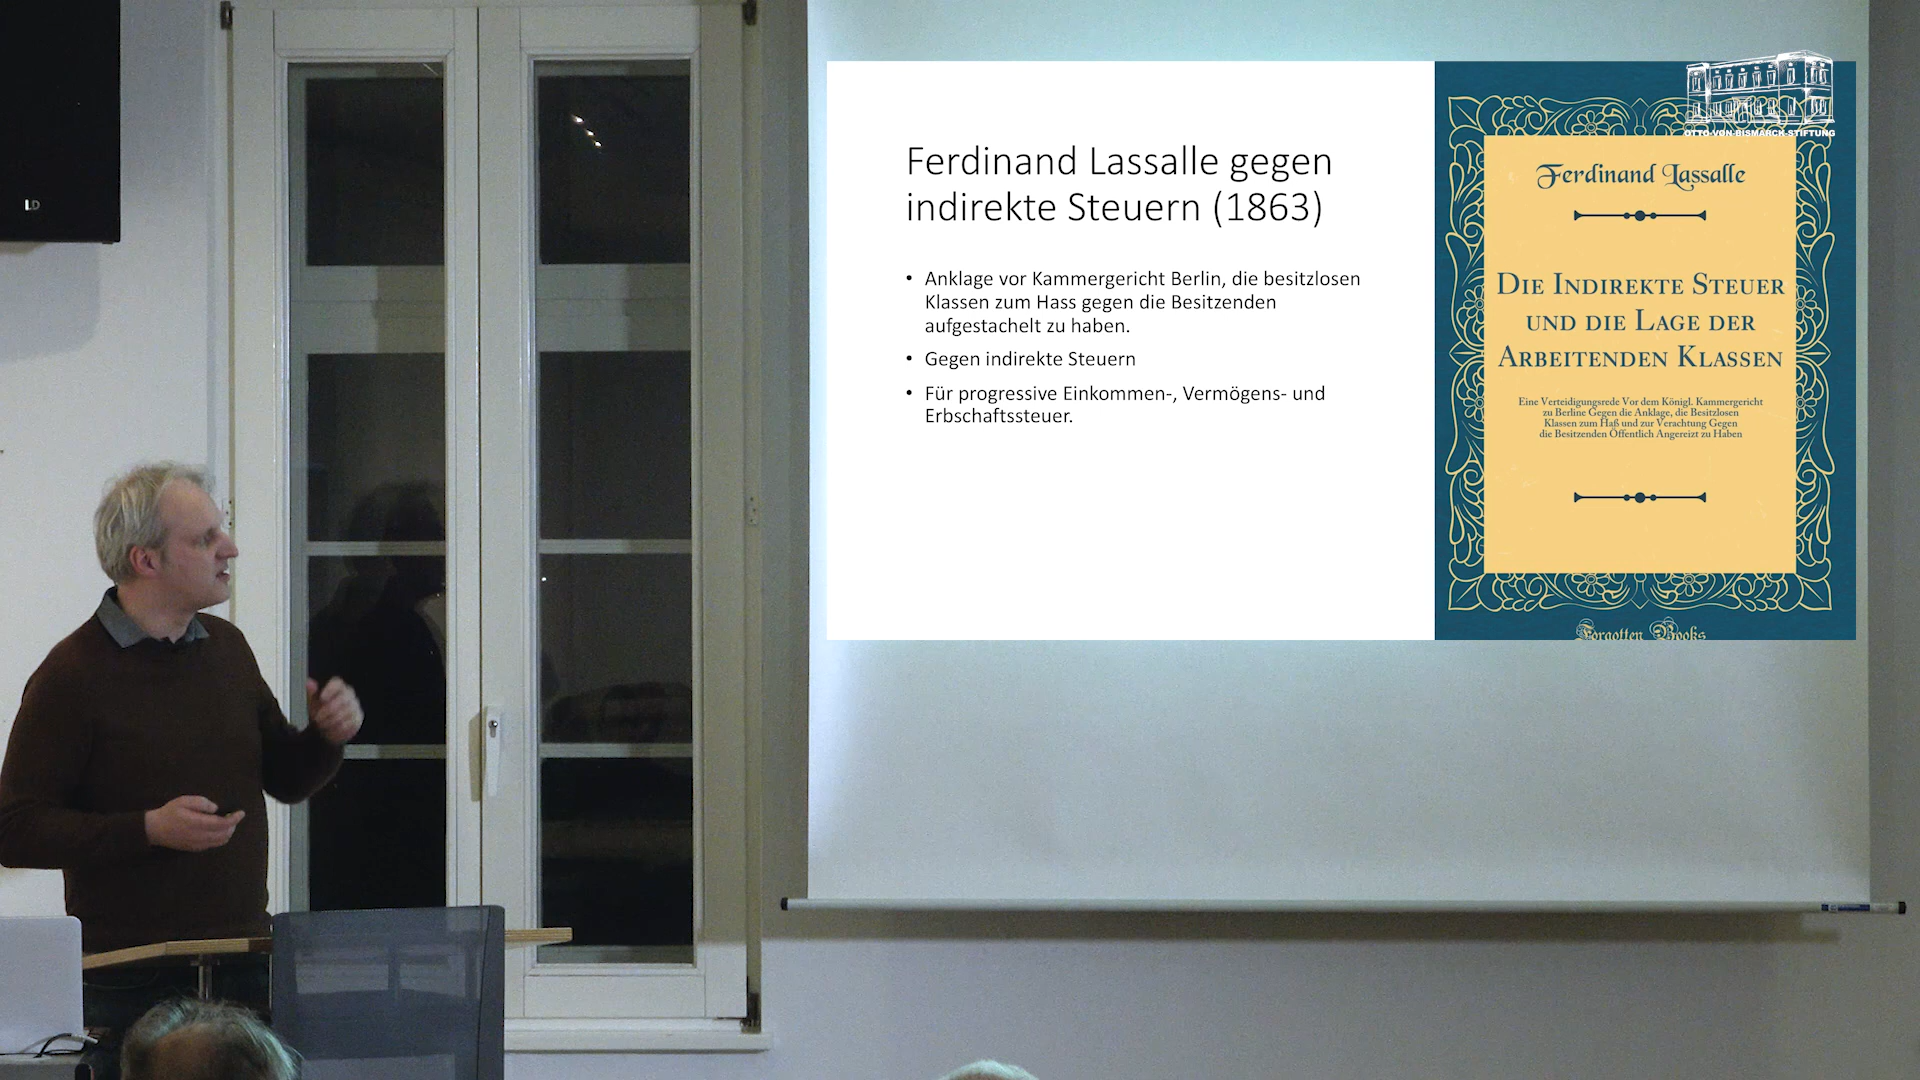 LD
Ferdinand Lassalle gegen
indirekte Steuern (1863)
• Anklage vor Kammergericht Berlin, die besitzlosen
Klassen zum Hass gegen die Besitzenden
aufgestachelt zu haben.
• Gegen indirekte Steuern
• Für progressive Einkommen-, Vermögens- und
Erbschaftssteuer.
OTTO-VON-BISMARCK-STIFTUNG
Ferdinand Lassalle
Die Indirekte Steuer
und die Lage der
Arbeitenden Klassen
Eine Verteidigungsrede Vor dem Königl. Kammergericht
zu Berline Gegen die Anklage, die Besitzlosen
Klassen zum Haß und zur Verachtung Gegen
die Besitzenden Öffentlich Angereizt zu Haben
Forgotten Books